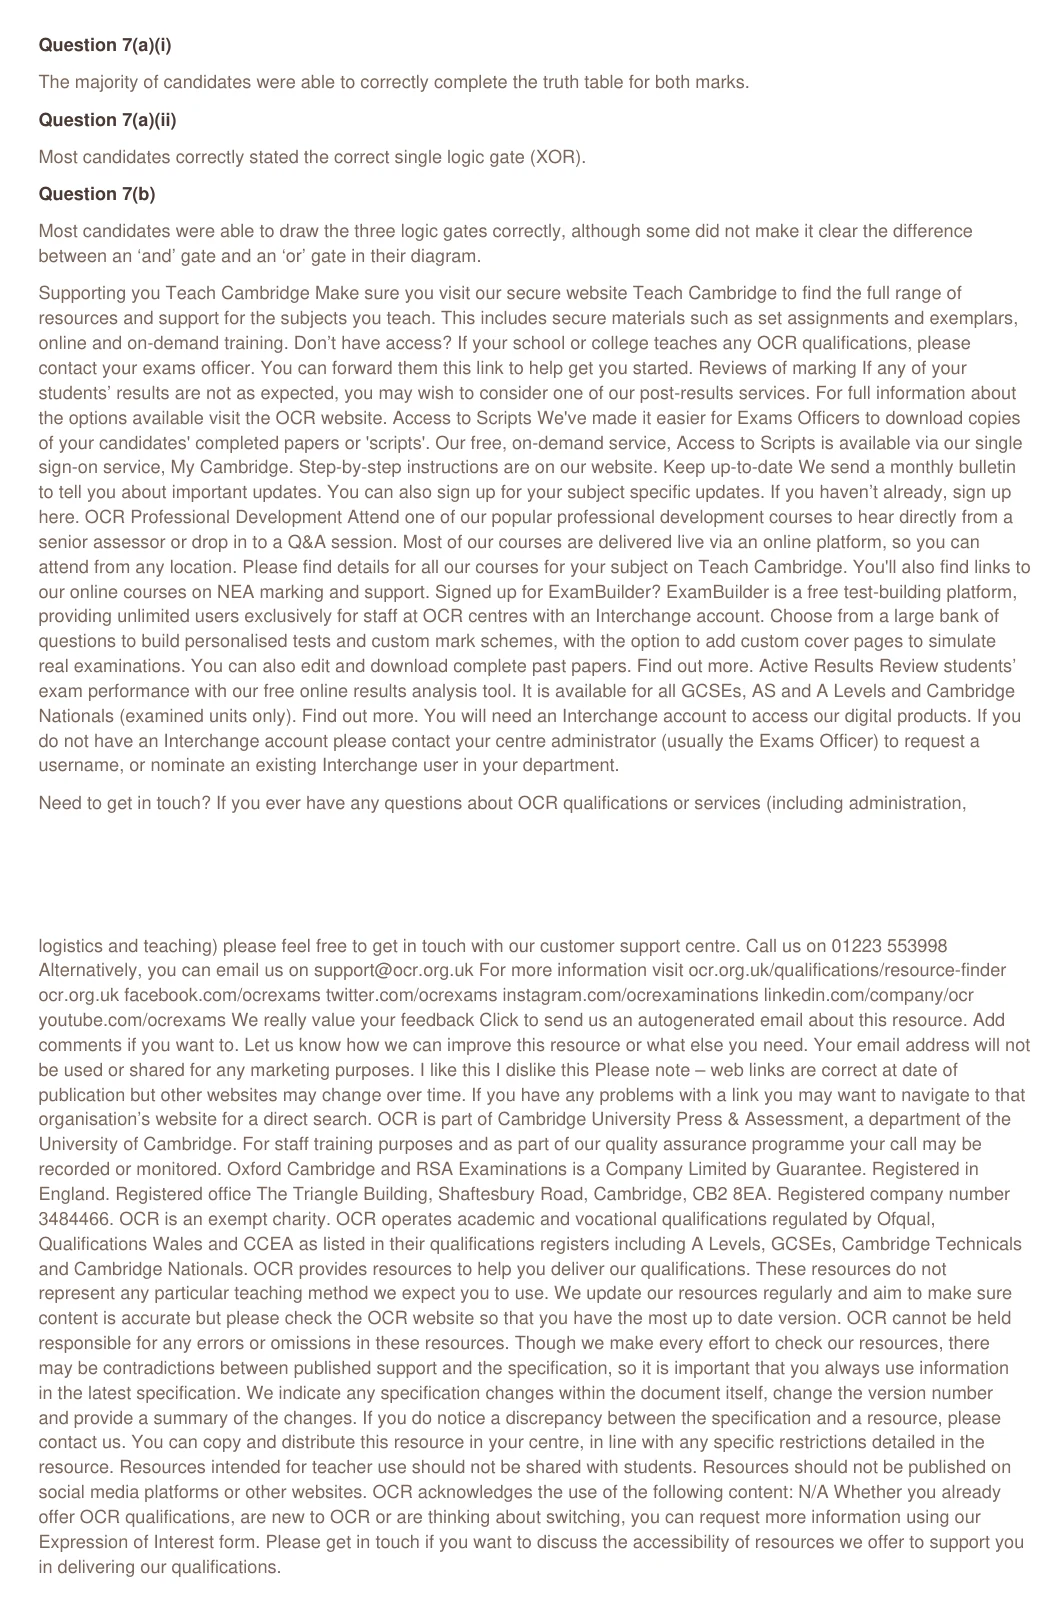 Question 7(a)(i)
The majority of candidates were able to correctly complete the truth table for both marks.
Question 7(a)(ii)
Most candidates correctly stated the correct single logic gate (XOR).
Question 7(b)
Most candidates were able to draw the three logic gates correctly, although some did not make it clear the difference
between an ‘and’ gate and an ‘or’ gate in their diagram.
Supporting you Teach Cambridge Make sure you visit our secure website Teach Cambridge to find the full range of
resources and support for the subjects you teach. This includes secure materials such as set assignments and exemplars,
online and on-demand training. Don’t have access? If your school or college teaches any OCR qualifications, please
contact your exams officer. You can forward them this link to help get you started. Reviews of marking If any of your
students’ results are not as expected, you may wish to consider one of our post-results services. For full information about
the options available visit the OCR website. Access to Scripts We've made it easier for Exams Officers to download copies
of your candidates' completed papers or 'scripts'. Our free, on-demand service, Access to Scripts is available via our single
sign-on service, My Cambridge. Step-by-step instructions are on our website. Keep up-to-date We send a monthly bulletin
to tell you about important updates. You can also sign up for your subject specific updates. If you haven’t already, sign up
here. OCR Professional Development Attend one of our popular professional development courses to hear directly from a
senior assessor or drop in to a Q&A session. Most of our courses are delivered live via an online platform, so you can
attend from any location. Please find details for all our courses for your subject on Teach Cambridge. You'll also find links to
our online courses on NEA marking and support. Signed up for ExamBuilder? ExamBuilder is a free test-building platform,
providing unlimited users exclusively for staff at OCR centres with an Interchange account. Choose from a large bank of
questions to build personalised tests and custom mark schemes, with the option to add custom cover pages to simulate
real examinations. You can also edit and download complete past papers. Find out more. Active Results Review students’
exam performance with our free online results analysis tool. It is available for all GCSEs, AS and A Levels and Cambridge
Nationals (examined units only). Find out more. You will need an Interchange account to access our digital products. If you
do not have an Interchange account please contact your centre administrator (usually the Exams Officer) to request a
username, or nominate an existing Interchange user in your department.
Need to get in touch? If you ever have any questions about OCR qualifications or services (including administration,
logistics and teaching) please feel free to get in touch with our customer support centre. Call us on 01223 553998
Alternatively, you can email us on support@ocr.org.uk For more information visit ocr.org.uk/qualifications/resource-finder
ocr.org.uk facebook.com/ocrexams twitter.com/ocrexams instagram.com/ocrexaminations linkedin.com/company/ocr
youtube.com/ocrexams We really value your feedback Click to send us an autogenerated email about this resource. Add
comments if you want to. Let us know how we can improve this resource or what else you need. Your email address will not
be used or shared for any marketing purposes. I like this I dislike this Please note – web links are correct at date of
publication but other websites may change over time. If you have any problems with a link you may want to navigate to that
organisation’s website for a direct search. OCR is part of Cambridge University Press & Assessment, a department of the
University of Cambridge. For staff training purposes and as part of our quality assurance programme your call may be
recorded or monitored. Oxford Cambridge and RSA Examinations is a Company Limited by Guarantee. Registered in
England. Registered office The Triangle Building, Shaftesbury Road, Cambridge, CB2 8EA. Registered company number
3484466. OCR is an exempt charity. OCR operates academic and vocational qualifications regulated by Ofqual,
Qualifications Wales and CCEA as listed in their qualifications registers including A Levels, GCSEs, Cambridge Technicals
and Cambridge Nationals. OCR provides resources to help you deliver our qualifications. These resources do not
represent any particular teaching method we expect you to use. We update our resources regularly and aim to make sure
content is accurate but please check the OCR website so that you have the most up to date version. OCR cannot be held
responsible for any errors or omissions in these resources. Though we make every effort to check our resources, there
may be contradictions between published support and the specification, so it is important that you always use information
in the latest specification. We indicate any specification changes within the document itself, change the version number
and provide a summary of the changes. If you do notice a discrepancy between the specification and a resource, please
contact us. You can copy and distribute this resource in your centre, in line with any specific restrictions detailed in the
resource. Resources intended for teacher use should not be shared with students. Resources should not be published on
social media platforms or other websites. OCR acknowledges the use of the following content: N/A Whether you already
offer OCR qualifications, are new to OCR or are thinking about switching, you can request more information using our
Expression of Interest form. Please get in touch if you want to discuss the accessibility of resources we offer to support you
in delivering our qualifications.